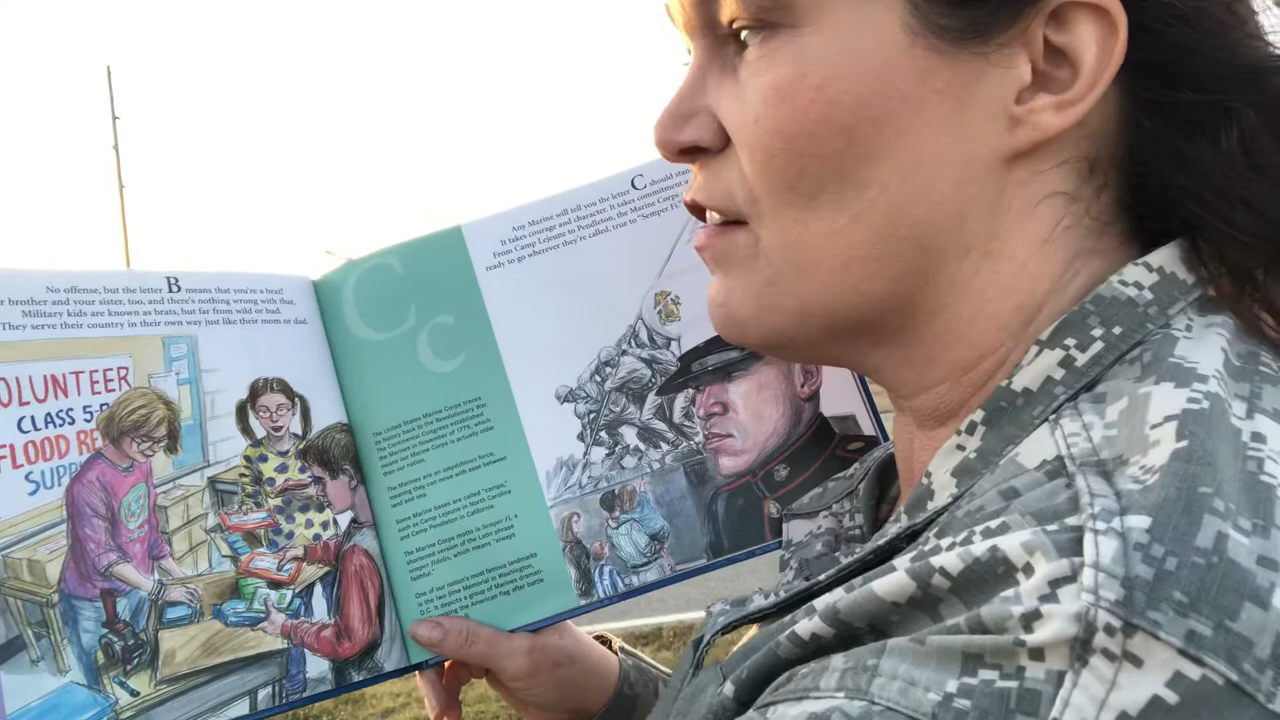 No offense, but the letter B means that you're a brat!
brother and your sister, too, and there's nothing wrong with that.
Military kids are known as brats, but far from wild or bad.
They serve their country in their own way just like their mom or dad.
OLUNTEER
CLASS 5-
FLOOD RE
SUPP
C c
The United States Marine Corps traces
its history back to the Revolutionary War.
The Continental Congress established
the Marines in November of 1775, which
means our Marine Corps is actually older
than our nation.
The Marines are an amphibious force,
meaning they can move with ease between
land and sea.
Some Marine bases are called "camps,"
such as Camp Lejeune in North Carolina
and Camp Pendleton in California.
The Marine Corps motto is Semper Fi, a
shortened version of the Latin phrase
semper fidelis, which means "always
faithful."
One of our nation's most famous landmarks
is the Iwo Jima Memorial in Washington,
D.C. It depicts a group of Marines dramati-
raising the American flag after battle
Any Marine will tell you the letter C should stan
It takes courage and character. It takes commitment a
From Camp Lejeune to Pendleton, the Marine Corps
ready to go wherever they're called, true to "Semper Fi."